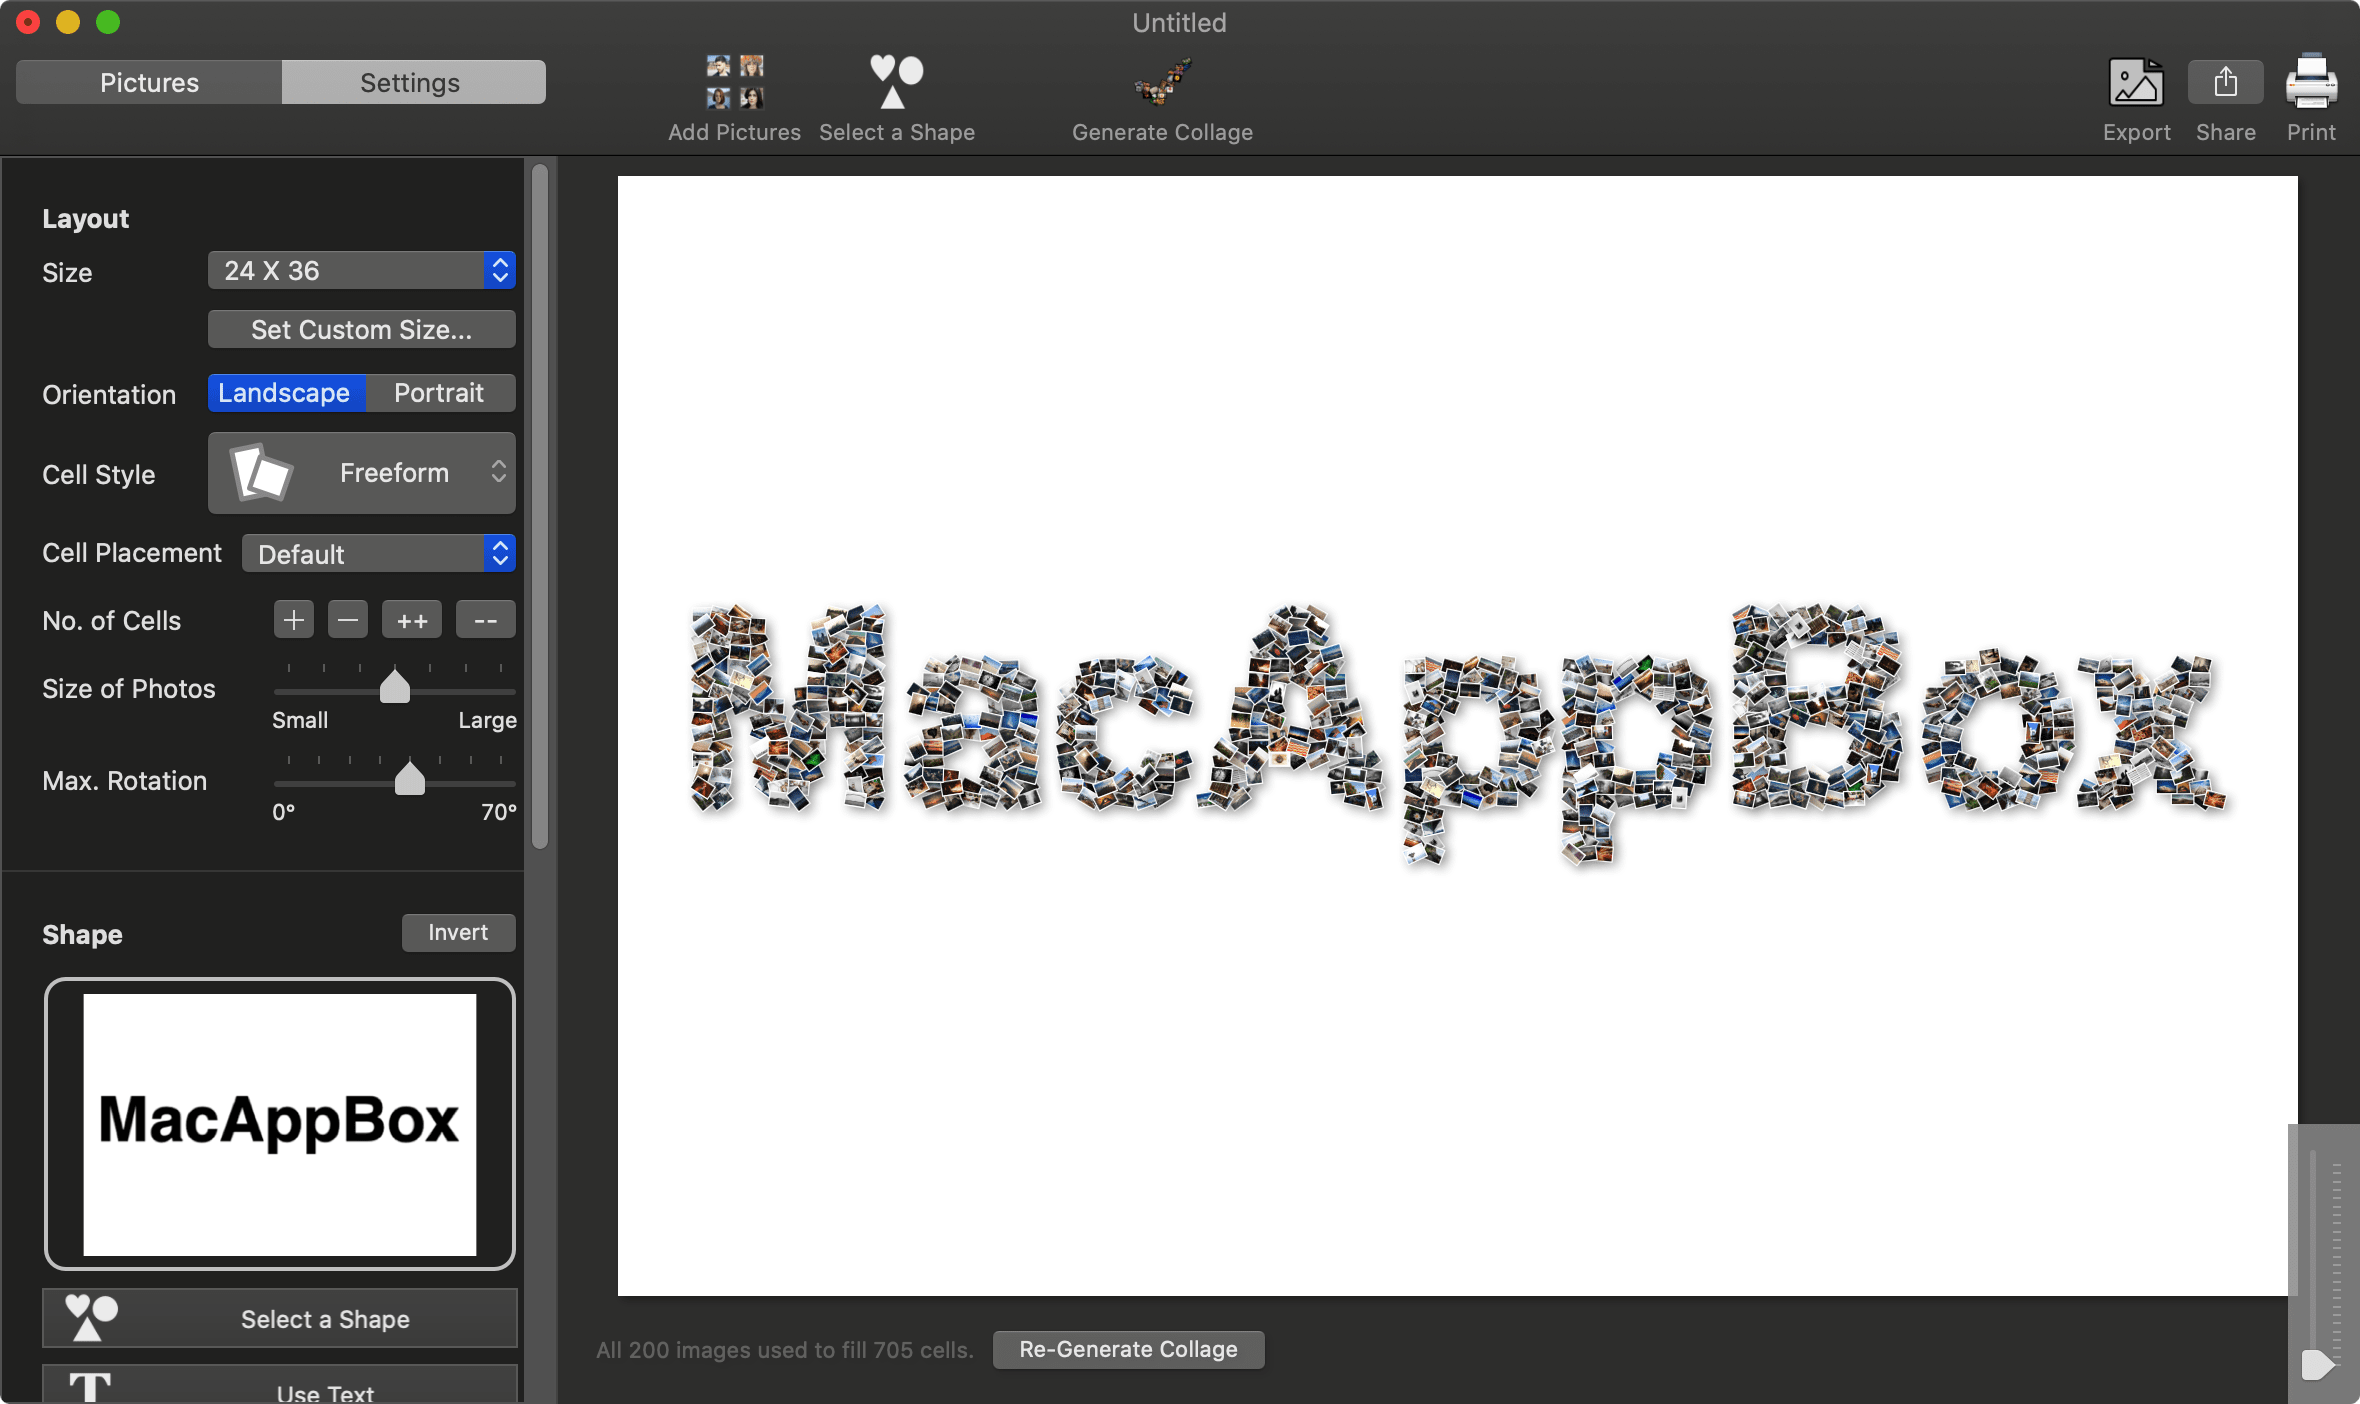 Untitled
Pictures
Settings
Add Pictures
Select a Shape
Generate Collage
Export
Share
Print
Layout
Size
24 X 36
Set Custom Size...
Orientation
Landscape
Portrait
Cell Style
Freeform
Cell Placement
Default
No. of Cells
+ − ++ --
Size of Photos
Small
Large
Max. Rotation
0°
70°
Shape
Invert
MacAppBox
Select a Shape
T
Use Text
MacAppBox
All 200 images used to fill 705 cells.
Re-Generate Collage